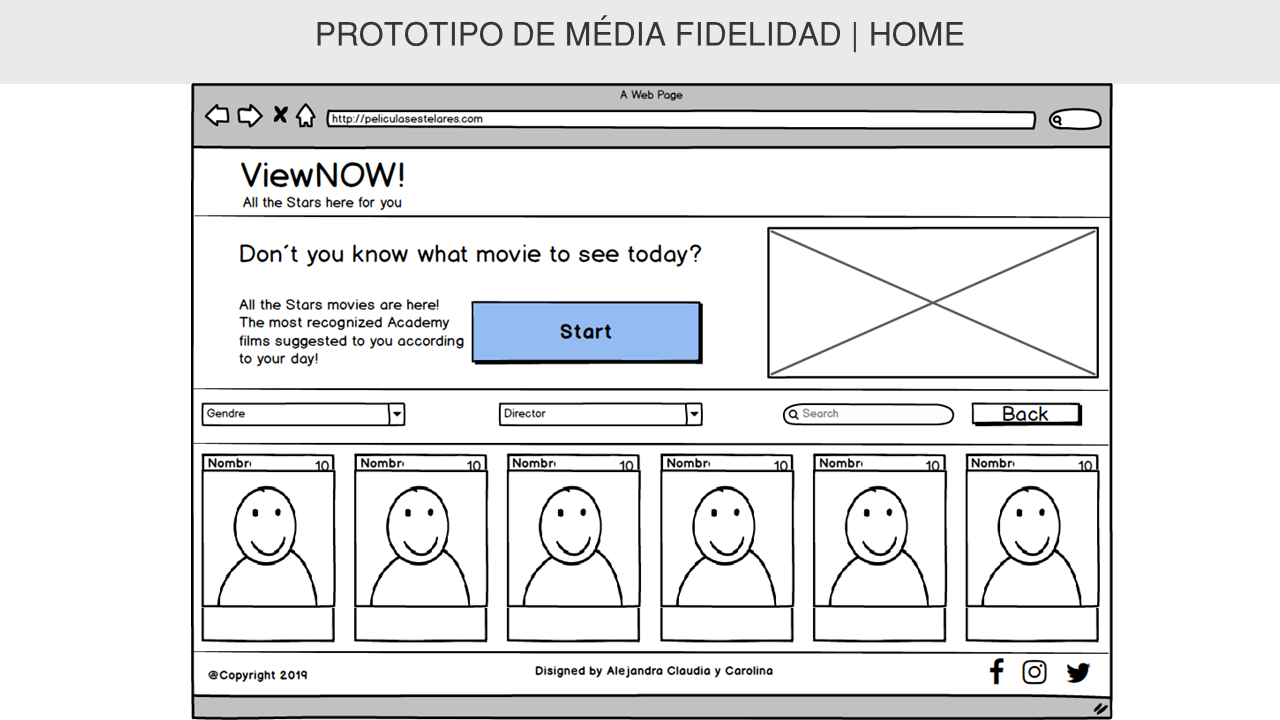 PROTOTIPO DE MÉDIA FIDELIDAD | HOME
A Web Page
http://peliculasestelares.com
ViewNOW!
All the Stars here for you
Don´t you know what movie to see today?
All the Stars movies are here!
The most recognized Academy
films suggested to you according
to your day!
Start
Gendre
Director
Search
Back
Nombr 10
Nombr 10
Nombr 10
Nombr 10
Nombr 10
Nombr 10
@Copyright 2019
Disigned by Alejandra Claudia y Carolina